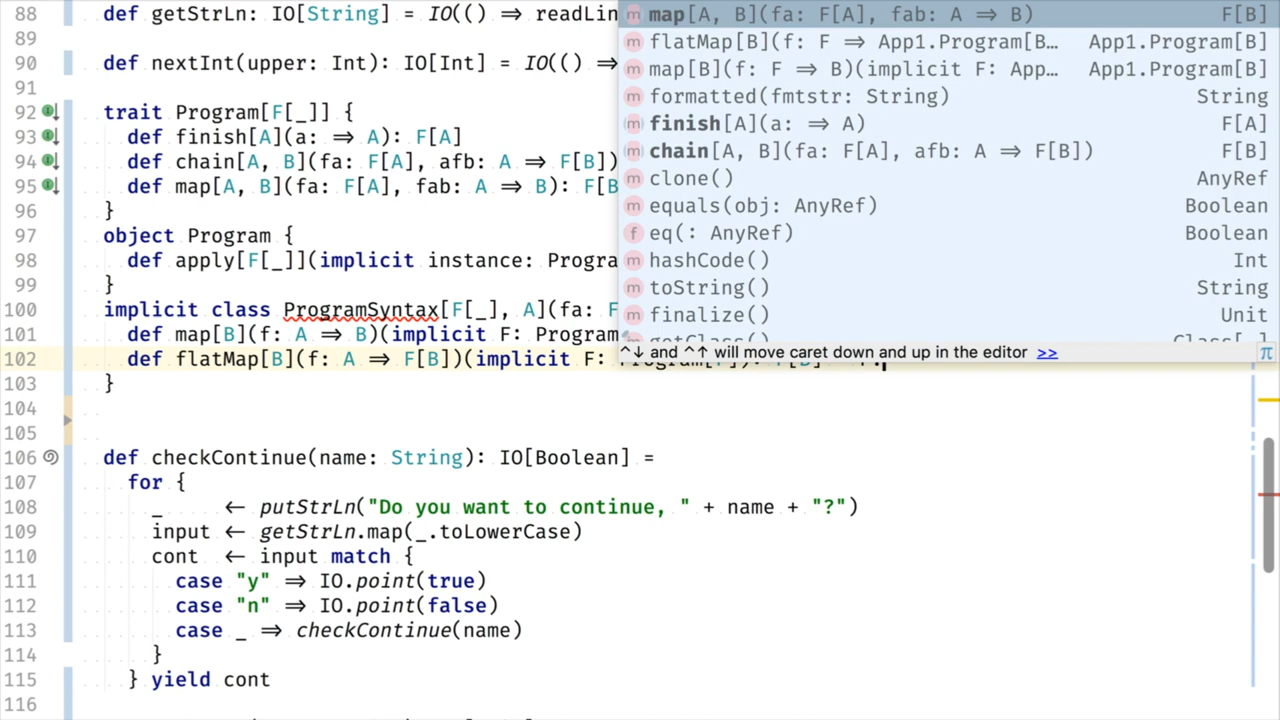 88 def getStrLn: IO[String] = IO(() ⇒ readLin
89
90 def nextInt(upper: Int): IO[Int] = IO(() ⇒
91
92 trait Program[F[_]] {
93 def finish[A](a: ⇒ A): F[A]
94 def chain[A, B](fa: F[A], afb: A ⇒ F[B])
95 def map[A, B](fa: F[A], fab: A ⇒ B): F[B
96 }
97 object Program {
98 def apply[F[_]](implicit instance: Progra
99 }
100 implicit class ProgramSyntax[F[_], A](fa: F
101 def map[B](f: A ⇒ B)(implicit F: Program
102 def flatMap[B](f: A ⇒ F[B])(implicit F:
103 }
104
105
106 def checkContinue(name: String): IO[Boolean] =
107 for {
108 _ ← putStrLn("Do you want to continue, " + name + "?")
109 input ← getStrLn.map(_.toLowerCase)
110 cont ← input match {
111 case "y" ⇒ IO.point(true)
112 case "n" ⇒ IO.point(false)
113 case _ ⇒ checkContinue(name)
114 }
115 } yield cont
116
m map[A, B](fa: F[A], fab: A ⇒ B) F[B]
m flatMap[B](f: F ⇒ App1.Program[B… App1.Program[B]
m map[B](f: F ⇒ B)(implicit F: App… App1.Program[B]
m formatted(fmtstr: String) String
m finish[A](a: ⇒ A) F[A]
m chain[A, B](fa: F[A], afb: A ⇒ F[B]) F[B]
m clone() AnyRef
m equals(obj: AnyRef) Boolean
f eq(: AnyRef) Boolean
m hashCode() Int
m toString() String
m finalize() Unit
^↓ and ^↑ will move caret down and up in the editor >> π